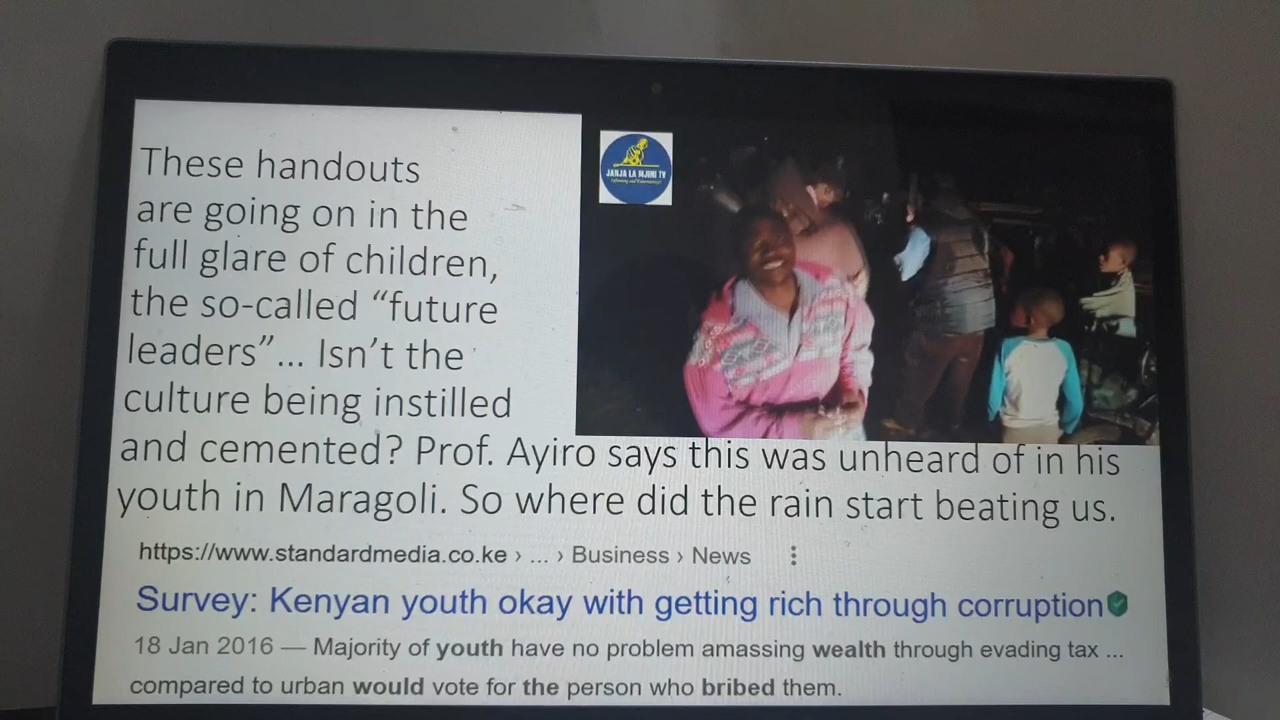 These handouts
are going on in the
full glare of children,
the so-called “future
leaders”... Isn’t the
culture being instilled
and cemented? Prof. Ayiro says this was unheard of in his
youth in Maragoli. So where did the rain start beating us.
JANJA LA MJINI TV
https://www.standardmedia.co.ke › ... › Business › News
Survey: Kenyan youth okay with getting rich through corruption
18 Jan 2016 — Majority of youth have no problem amassing wealth through evading tax ...
compared to urban would vote for the person who bribed them.